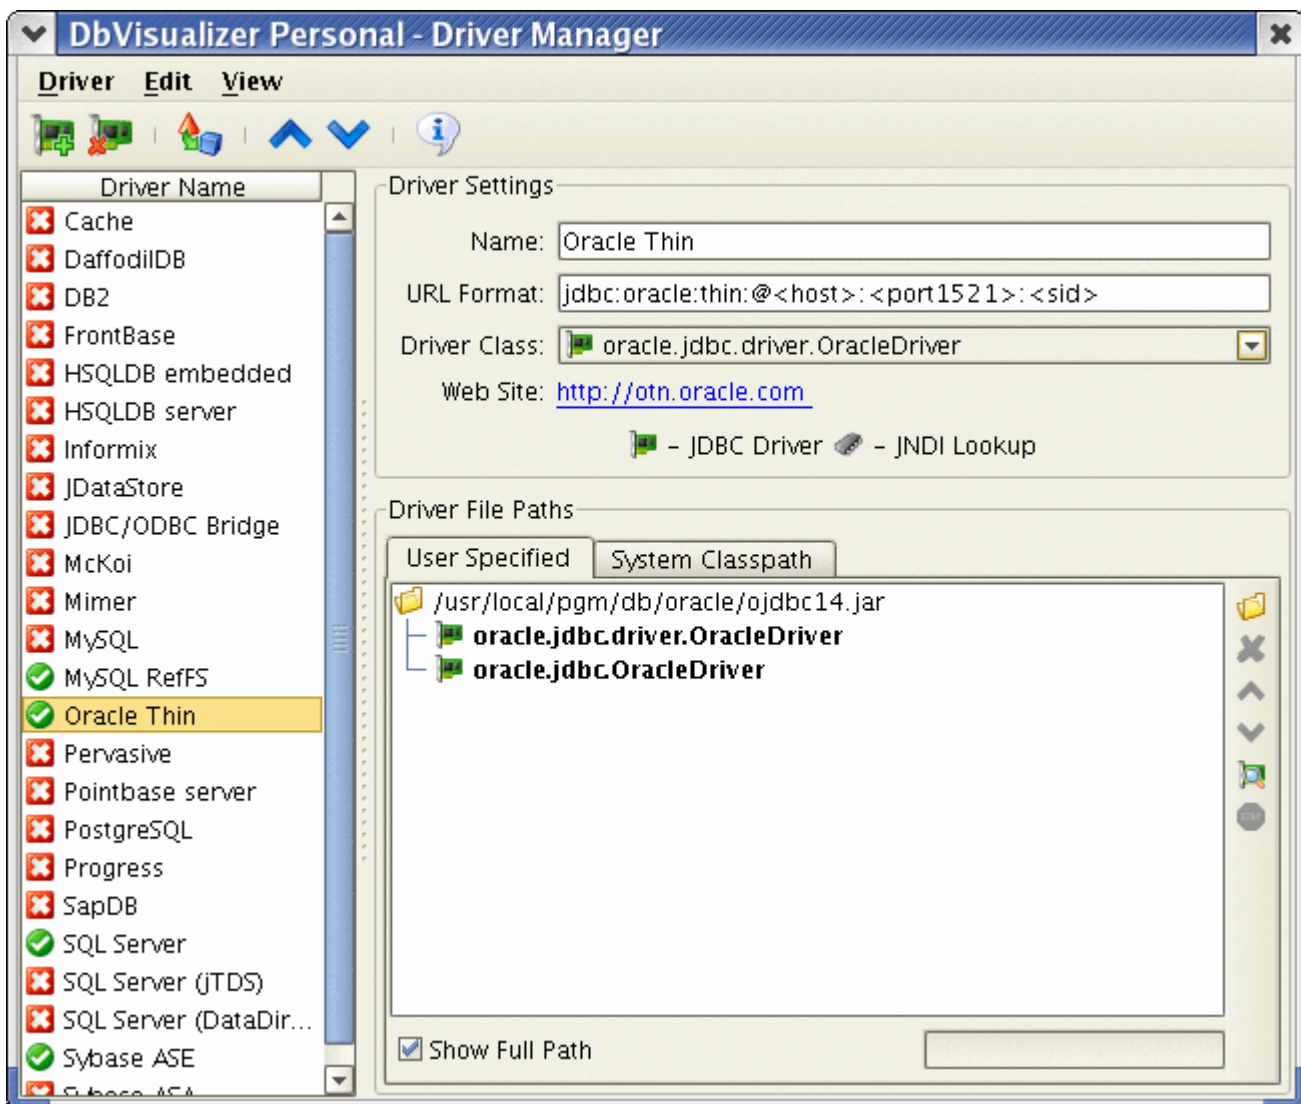 DbVisualizer Personal - Driver Manager
Driver Edit View
Driver Name
Cache
DaffodilDB
DB2
FrontBase
HSQLDB embedded
HSQLDB server
Informix
JDataStore
JDBC/ODBC Bridge
McKoi
Mimer
MySQL
MySQL RefFS
Oracle Thin
Pervasive
Pointbase server
PostgreSQL
Progress
SapDB
SQL Server
SQL Server (jTDS)
SQL Server (DataDir...
Sybase ASE
Sybase ASA
Driver Settings
Name: Oracle Thin
URL Format: jdbc:oracle:thin:@<host>:<port1521>:<sid>
Driver Class: oracle.jdbc.driver.OracleDriver
Web Site: http://otn.oracle.com
– JDBC Driver – JNDI Lookup
Driver File Paths
User Specified System Classpath
/usr/local/pgm/db/oracle/ojdbc14.jar
oracle.jdbc.driver.OracleDriver
oracle.jdbc.OracleDriver
STOP
Show Full Path